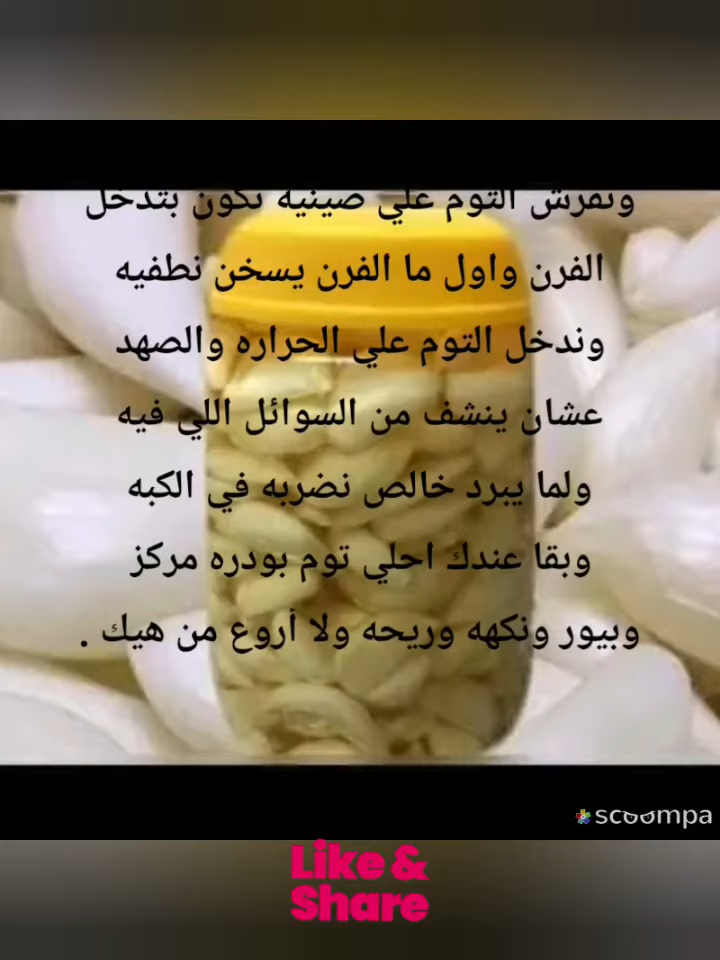 ونفرش التوم علي صينيه تكون بتدخل
الفرن واول ما الفرن يسخن نطفيه
وندخل التوم علي الحراره والصهد
عشان ينشف من السوائل اللي فيه
ولما يبرد خالص نضربه في الكبه
وبقا عندك احلي توم بودره مركز
وبيور ونكهه وريحه ولا أروع من هيك .
scoompa
Like &
Share